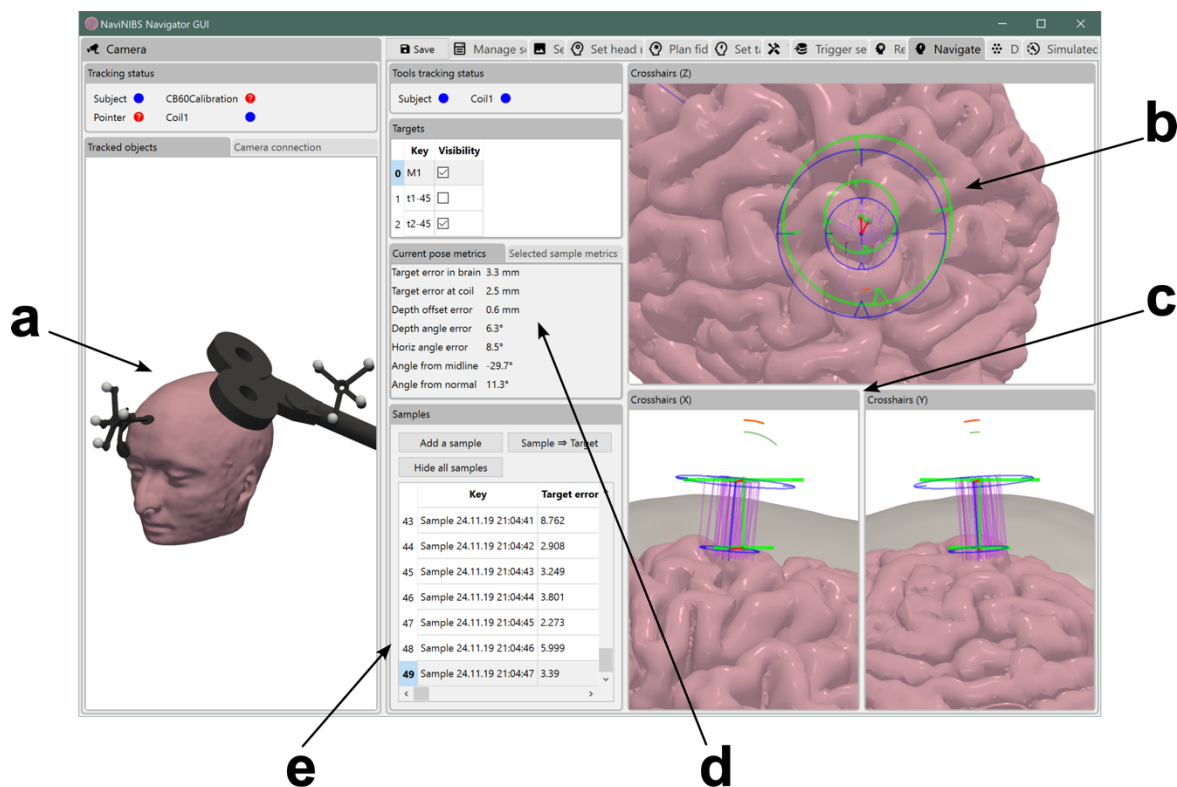 NaviNIBS Navigator GUI
Camera
Tracking status
Subject CB60Calibration ?
Pointer ? Coil1
Tracked objects Camera connection
Save Manage s Se Set head r Plan fid Set ta Trigger se Re Navigate D Simulated
Tools tracking status
Subject Coil1
Targets
Key Visibility
0 M1
1 t1-45
2 t2-45
Current pose metrics Selected sample metrics
Target error in brain 3.3 mm
Target error at coil 2.5 mm
Depth offset error 0.6 mm
Depth angle error 6.3°
Horiz angle error 8.5°
Angle from midline -29.7°
Angle from normal 11.3°
Samples
Add a sample Sample ⇒ Target
Hide all samples
Key Target error
43 Sample 24.11.19 21:04:41 8.762
44 Sample 24.11.19 21:04:42 2.908
45 Sample 24.11.19 21:04:43 3.249
46 Sample 24.11.19 21:04:44 3.801
47 Sample 24.11.19 21:04:45 2.273
48 Sample 24.11.19 21:04:46 5.999
49 Sample 24.11.19 21:04:47 3.39
Crosshairs (Z)
Crosshairs (X)
Crosshairs (Y)
a
b
c
d
e